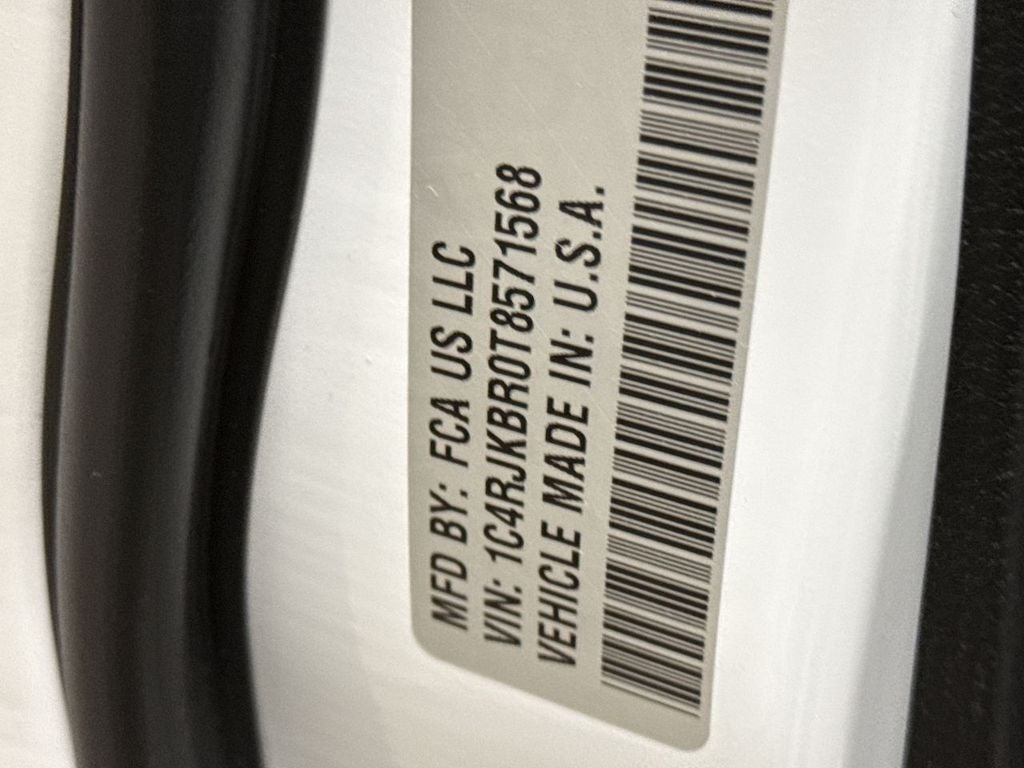 MFD BY: FCA US LLC
VIN: 1C4RJKBR0T8571568
VEHICLE MADE IN: U.S.A.